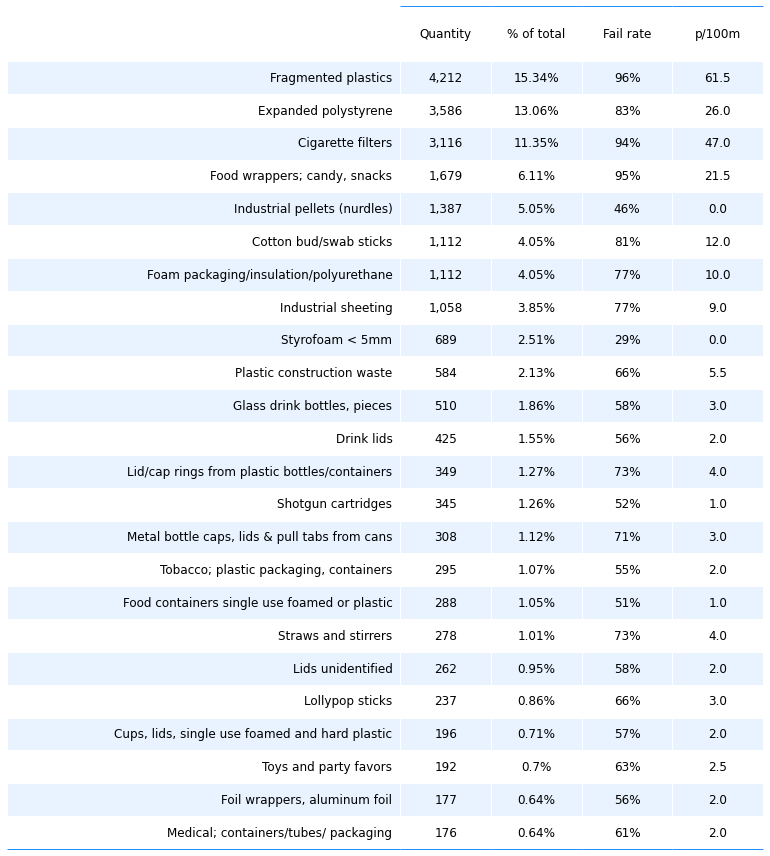 Quantity % of total Fail rate p/100m
Fragmented plastics 4,212 15.34% 96% 61.5
Expanded polystyrene 3,586 13.06% 83% 26.0
Cigarette filters 3,116 11.35% 94% 47.0
Food wrappers; candy, snacks 1,679 6.11% 95% 21.5
Industrial pellets (nurdles) 1,387 5.05% 46% 0.0
Cotton bud/swab sticks 1,112 4.05% 81% 12.0
Foam packaging/insulation/polyurethane 1,112 4.05% 77% 10.0
Industrial sheeting 1,058 3.85% 77% 9.0
Styrofoam < 5mm 689 2.51% 29% 0.0
Plastic construction waste 584 2.13% 66% 5.5
Glass drink bottles, pieces 510 1.86% 58% 3.0
Drink lids 425 1.55% 56% 2.0
Lid/cap rings from plastic bottles/containers 349 1.27% 73% 4.0
Shotgun cartridges 345 1.26% 52% 1.0
Metal bottle caps, lids & pull tabs from cans 308 1.12% 71% 3.0
Tobacco; plastic packaging, containers 295 1.07% 55% 2.0
Food containers single use foamed or plastic 288 1.05% 51% 1.0
Straws and stirrers 278 1.01% 73% 4.0
Lids unidentified 262 0.95% 58% 2.0
Lollypop sticks 237 0.86% 66% 3.0
Cups, lids, single use foamed and hard plastic 196 0.71% 57% 2.0
Toys and party favors 192 0.7% 63% 2.5
Foil wrappers, aluminum foil 177 0.64% 56% 2.0
Medical; containers/tubes/ packaging 176 0.64% 61% 2.0